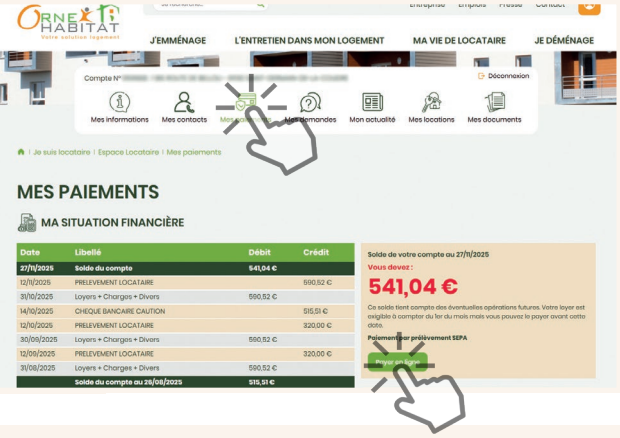 ORNE
HABITAT
Votre solution logement
Je recherche...
Entreprise Emplois Presse Contact
J'EMMÉNAGE L'ENTRETIEN DANS MON LOGEMENT MA VIE DE LOCATAIRE JE DÉMÉNAGE
Compte N°
Déconnexion
Mes informations Mes contacts Mes paiements Mes demandes Mon actualité Mes locations Mes documents
Je suis locataire | Espace Locataire | Mes paiements
MES PAIEMENTS
MA SITUATION FINANCIÈRE
Date Libellé Débit Crédit
27/11/2025 Solde du compte 541,04 €
12/11/2025 PRELEVEMENT LOCATAIRE 590,52 €
31/10/2025 Loyers + Charges + Divers 590,52 €
14/10/2025 CHEQUE BANCAIRE CAUTION 515,51 €
12/10/2025 PRELEVEMENT LOCATAIRE 320,00 €
30/09/2025 Loyers + Charges + Divers 590,52 €
12/09/2025 PRELEVEMENT LOCATAIRE 320,00 €
31/08/2025 Loyers + Charges + Divers 590,52 €
Solde du compte au 28/08/2025 515,51 €
Solde de votre compte au 27/11/2025
Vous devez :
541,04 €
Ce solde tient compte des éventuelles opérations futures. Votre loyer est
exigible à compter du 1er du mois mais vous pouvez le payer avant cette
date.
Paiement par prélèvement SEPA
Payer en ligne